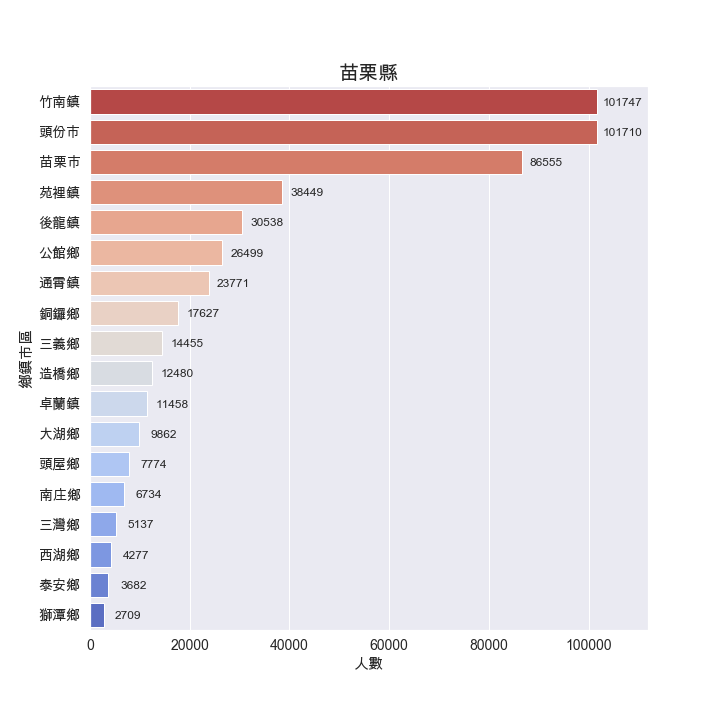 苗栗縣
竹南鎮 101747
頭份市 101710
苗栗市 86555
苑裡鎮 38449
後龍鎮 30538
公館鄉 26499
通霄鎮 23771
銅鑼鄉 17627
三義鄉 14455
造橋鄉 12480
卓蘭鎮 11458
大湖鄉 9862
頭屋鄉 7774
南庄鄉 6734
三灣鄉 5137
西湖鄉 4277
泰安鄉 3682
獅潭鄉 2709
鄉鎮市區
0 20000 40000 60000 80000 100000
人數